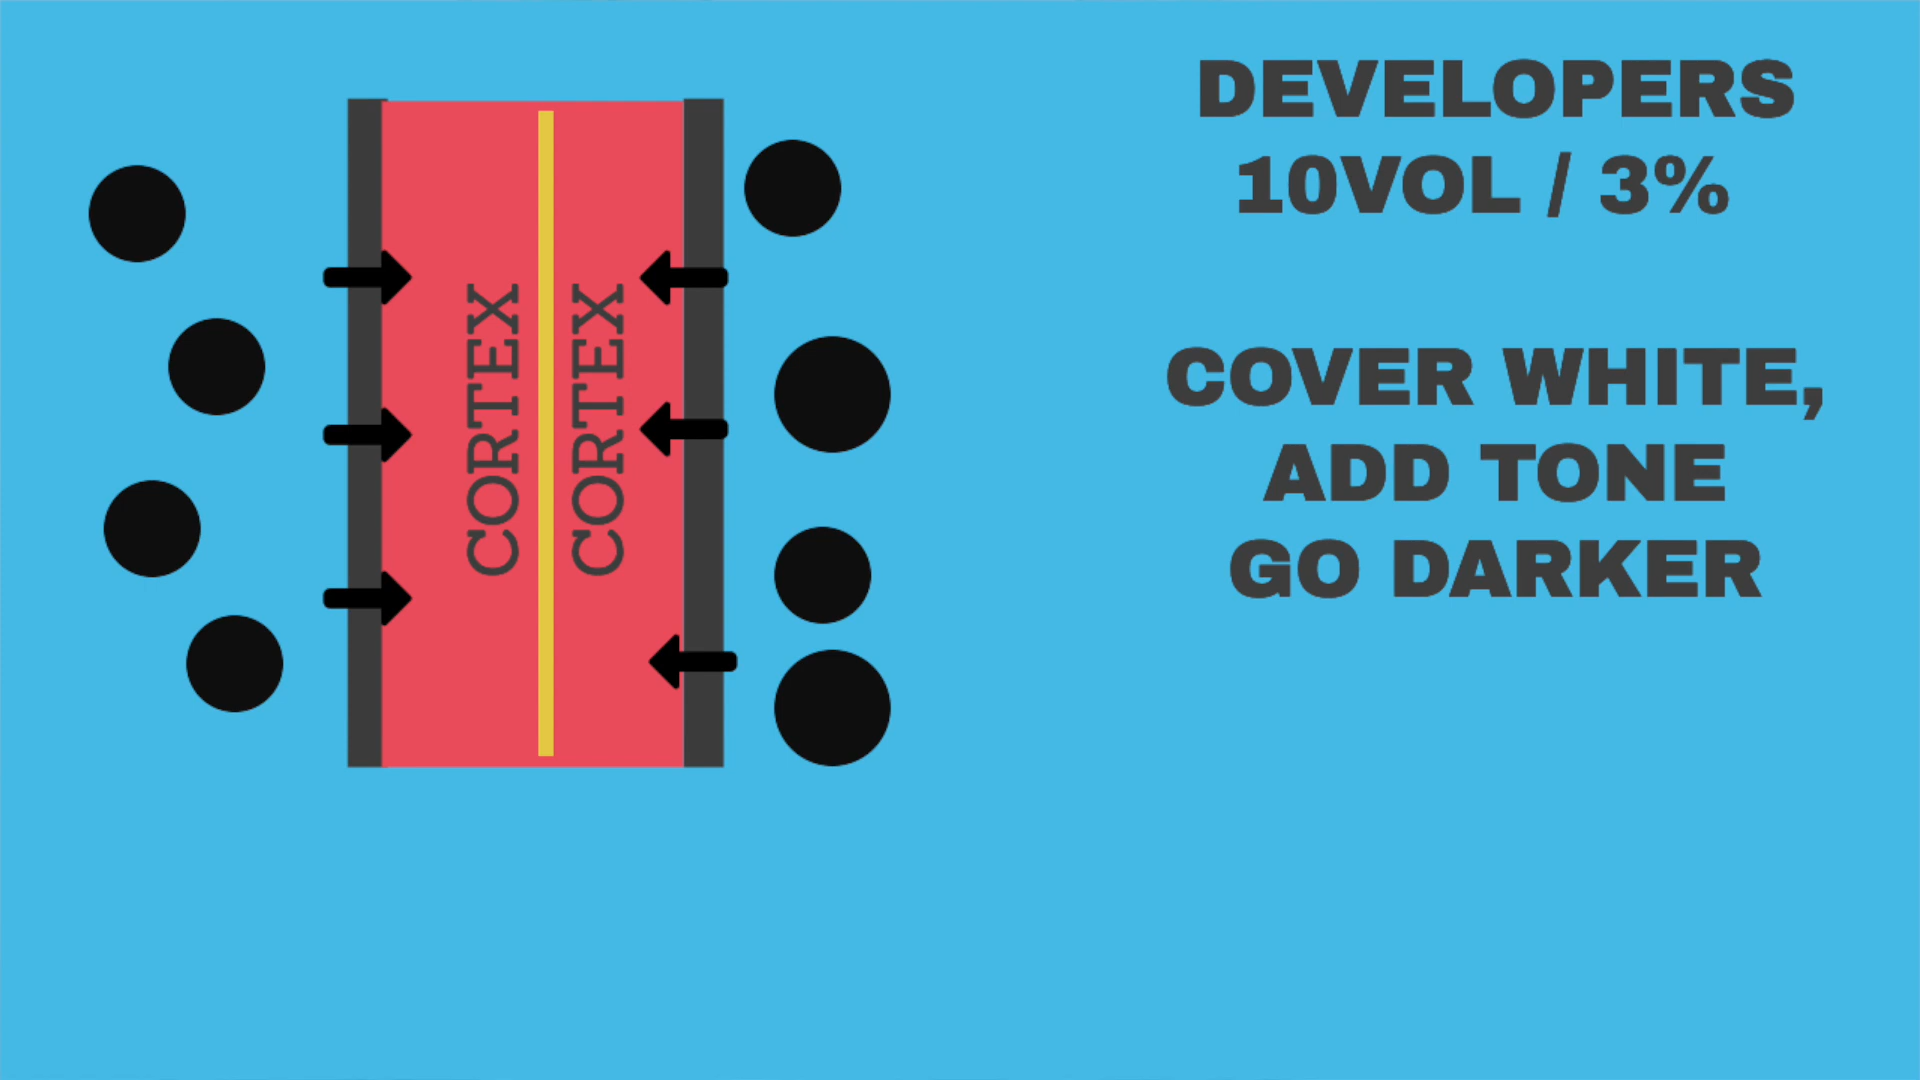 CORTEX
CORTEX
DEVELOPERS
10VOL / 3%
COVER WHITE,
ADD TONE
GO DARKER